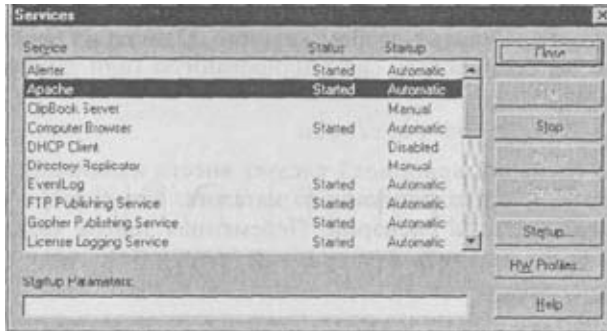 Services
Service Status Startup
Alerter Started Automatic
Apache Started Automatic
ClipBook Server Manual
Computer Browser Started Automatic
DHCP Client Disabled
Directory Replicator Manual
EventLog Started Automatic
FTP Publishing Service Started Automatic
Gopher Publishing Service Started Automatic
License Logging Service Started Automatic
Startup Parameters:
Close
Stop
Startup...
HW Profiles...
Help